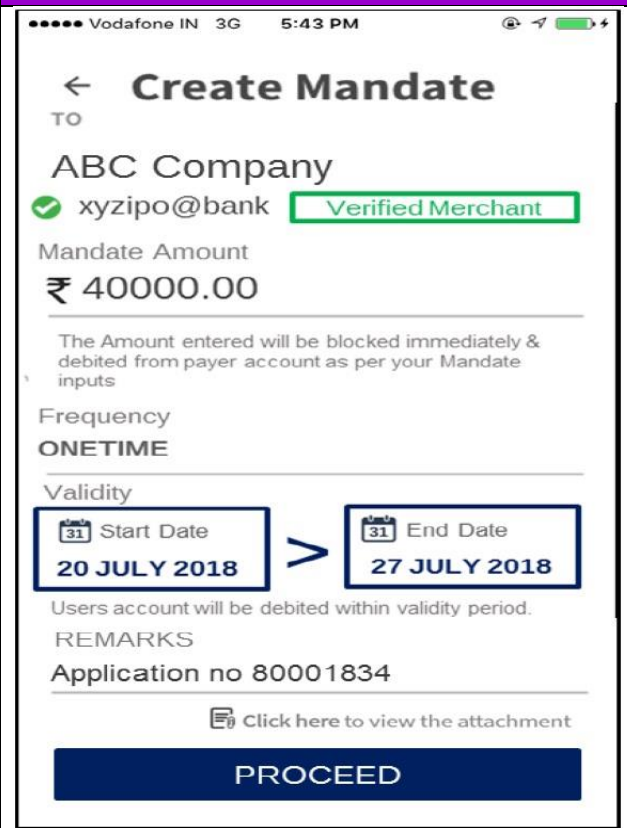 Vodafone IN 3G 5:43 PM
← Create Mandate
TO
ABC Company
xyzipo@bank Verified Merchant
Mandate Amount
₹ 40000.00
The Amount entered will be blocked immediately &
debited from payer account as per your Mandate
inputs
Frequency
ONETIME
Validity
31 Start Date > 31 End Date
20 JULY 2018 27 JULY 2018
Users account will be debited within validity period.
REMARKS
Application no 80001834
Click here to view the attachment
PROCEED